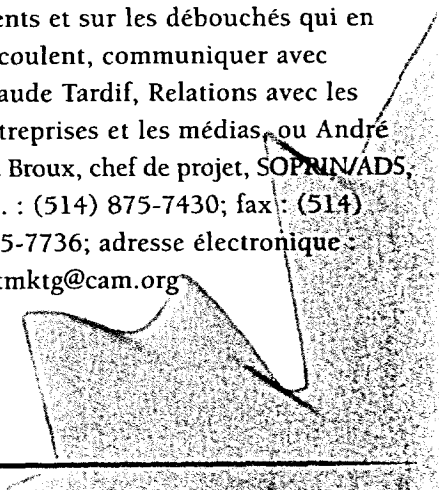 ents et sur les débouchés qui en
coulent, communiquer avec
aude Tardif, Relations avec les
treprises et les médias, ou André
Broux, chef de projet, SOPRIN/ADS,
. : (514) 875-7430; fax : (514)
5-7736; adresse électronique :
tmktg@cam.org